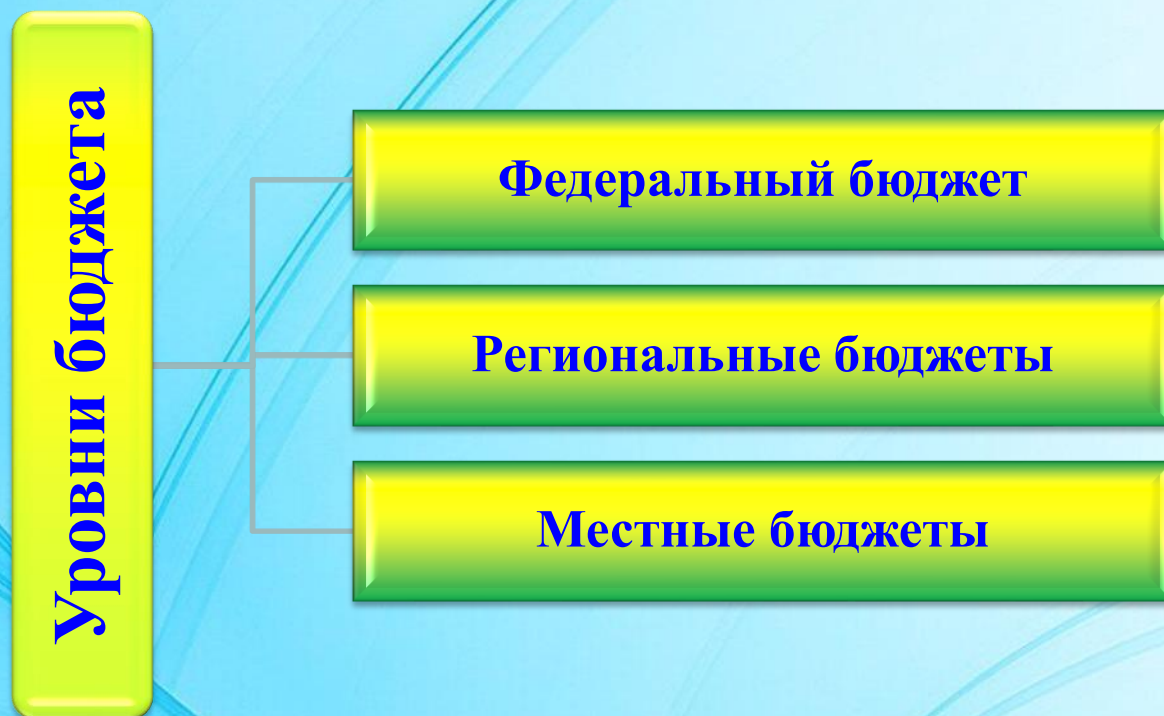 Уровни бюджета
Федеральный бюджет
Региональные бюджеты
Местные бюджеты